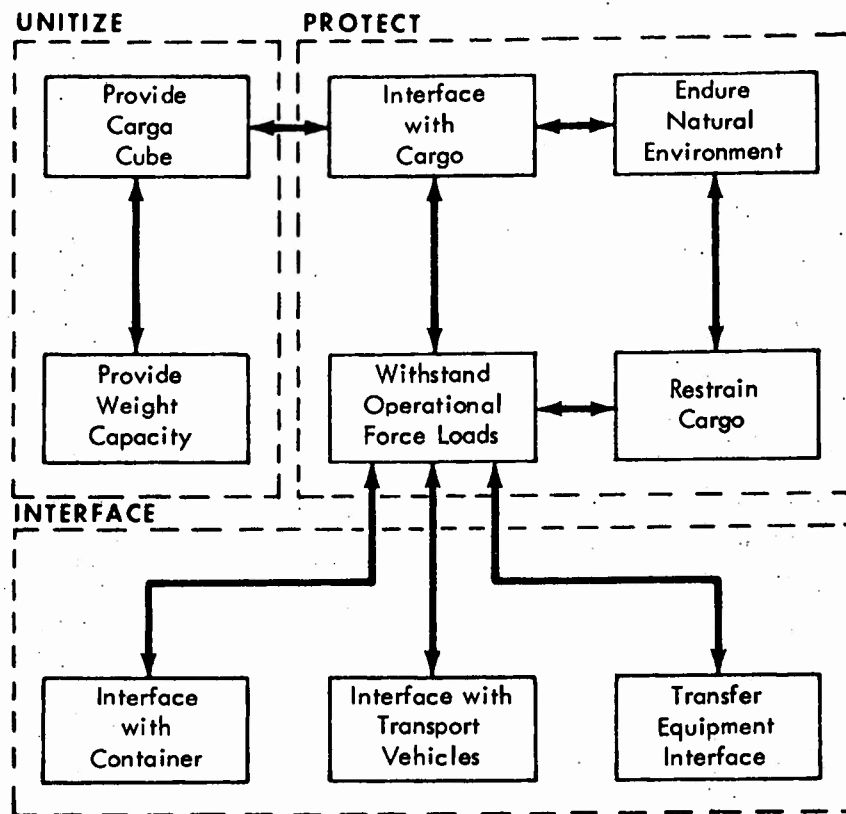 UNITIZE
PROTECT
Provide
Carga
Cube
Interface
with
Cargo
Endure
Natural
Environment
Provide
Weight
Capacity
Withstand
Operational
Force Loads
Restrain
Cargo
INTERFACE
Interface
with
Container
Interface with
Transport
Vehicles
Transfer
Equipment
Interface